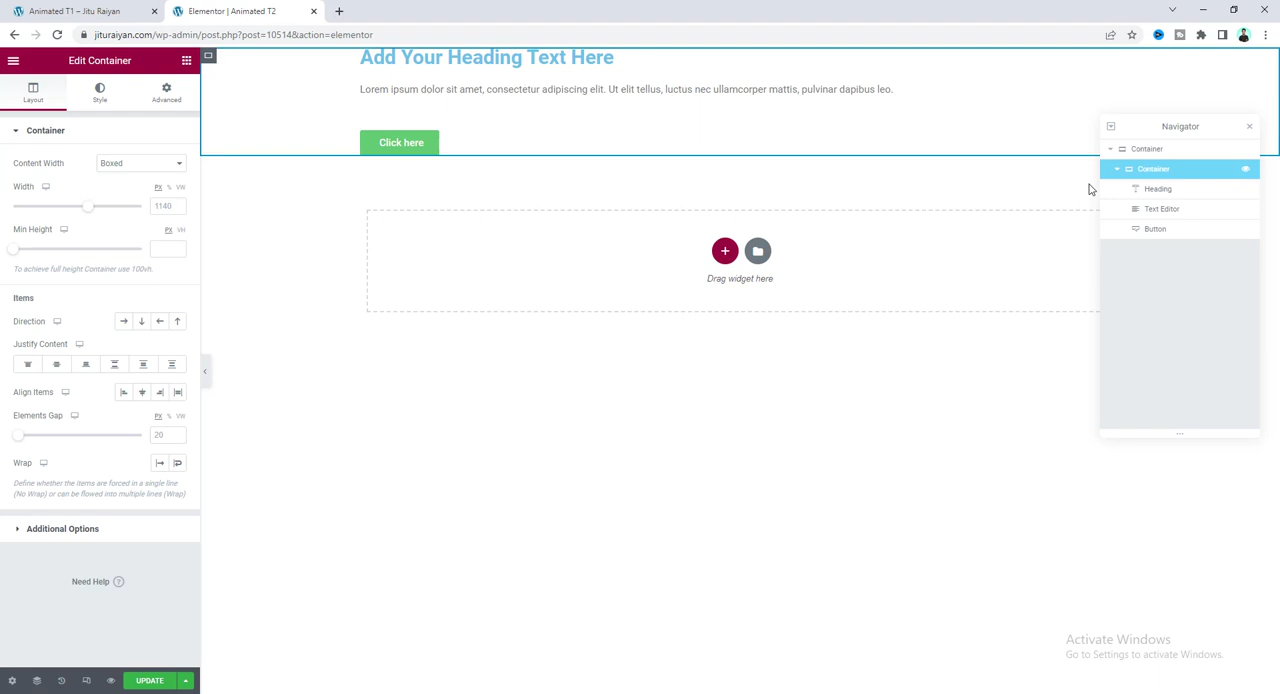 Animated T1 – Jitu Raiyan
Elementor | Animated T2
jituraiyan.com/wp-admin/post.php?post=10514&action=elementor
Edit Container
Layout
Style
Advanced
Container
Content Width
Boxed
Width
PX % VW
1140
Min Height
PX VH
To achieve full height Container use 100vh.
Items
Direction
Justify Content
Align Items
Elements Gap
PX % VW
20
Wrap
Define whether the items are forced in a single line
(No Wrap) or can be flowed into multiple lines (Wrap)
Additional Options
Need Help ?
UPDATE
Add Your Heading Text Here
Lorem ipsum dolor sit amet, consectetur adipiscing elit. Ut elit tellus, luctus nec ullamcorper mattis, pulvinar dapibus leo.
Click here
Drag widget here
Navigator
Container
Container
Heading
Text Editor
Button
Activate Windows
Go to Settings to activate Windows.